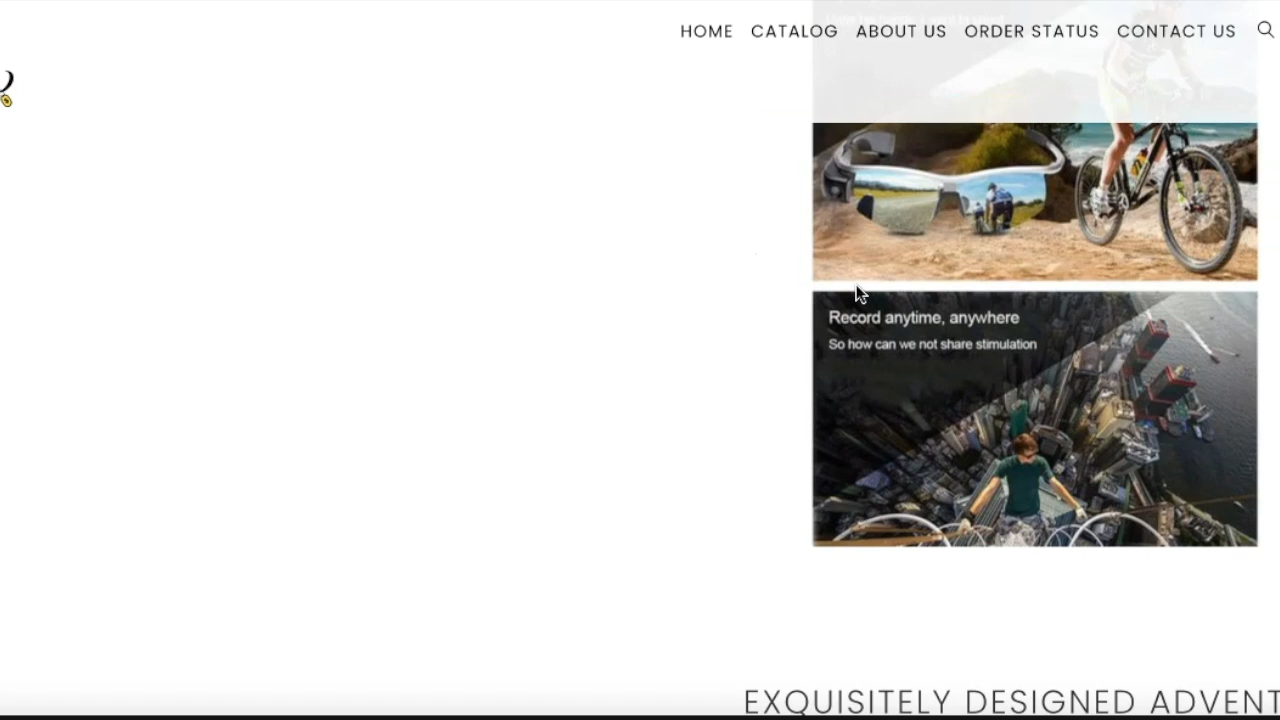 HOME CATALOG ABOUT US ORDER STATUS CONTACT US
Record anytime, anywhere
So how can we not share stimulation
EXQUISITELY DESIGNED ADVENT